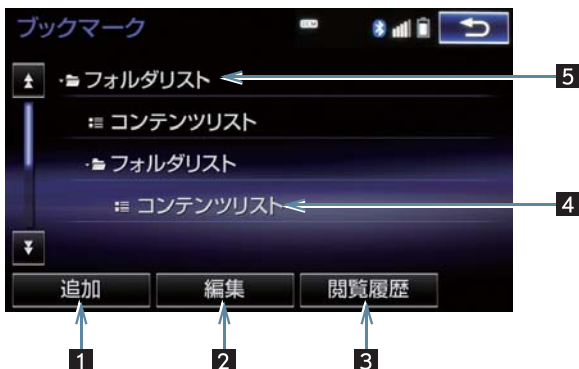 ブックマーク
フォルダリスト
5
コンテンツリスト
フォルダリスト
コンテンツリスト
4
追加 編集 閲覧履歴
1 2 3